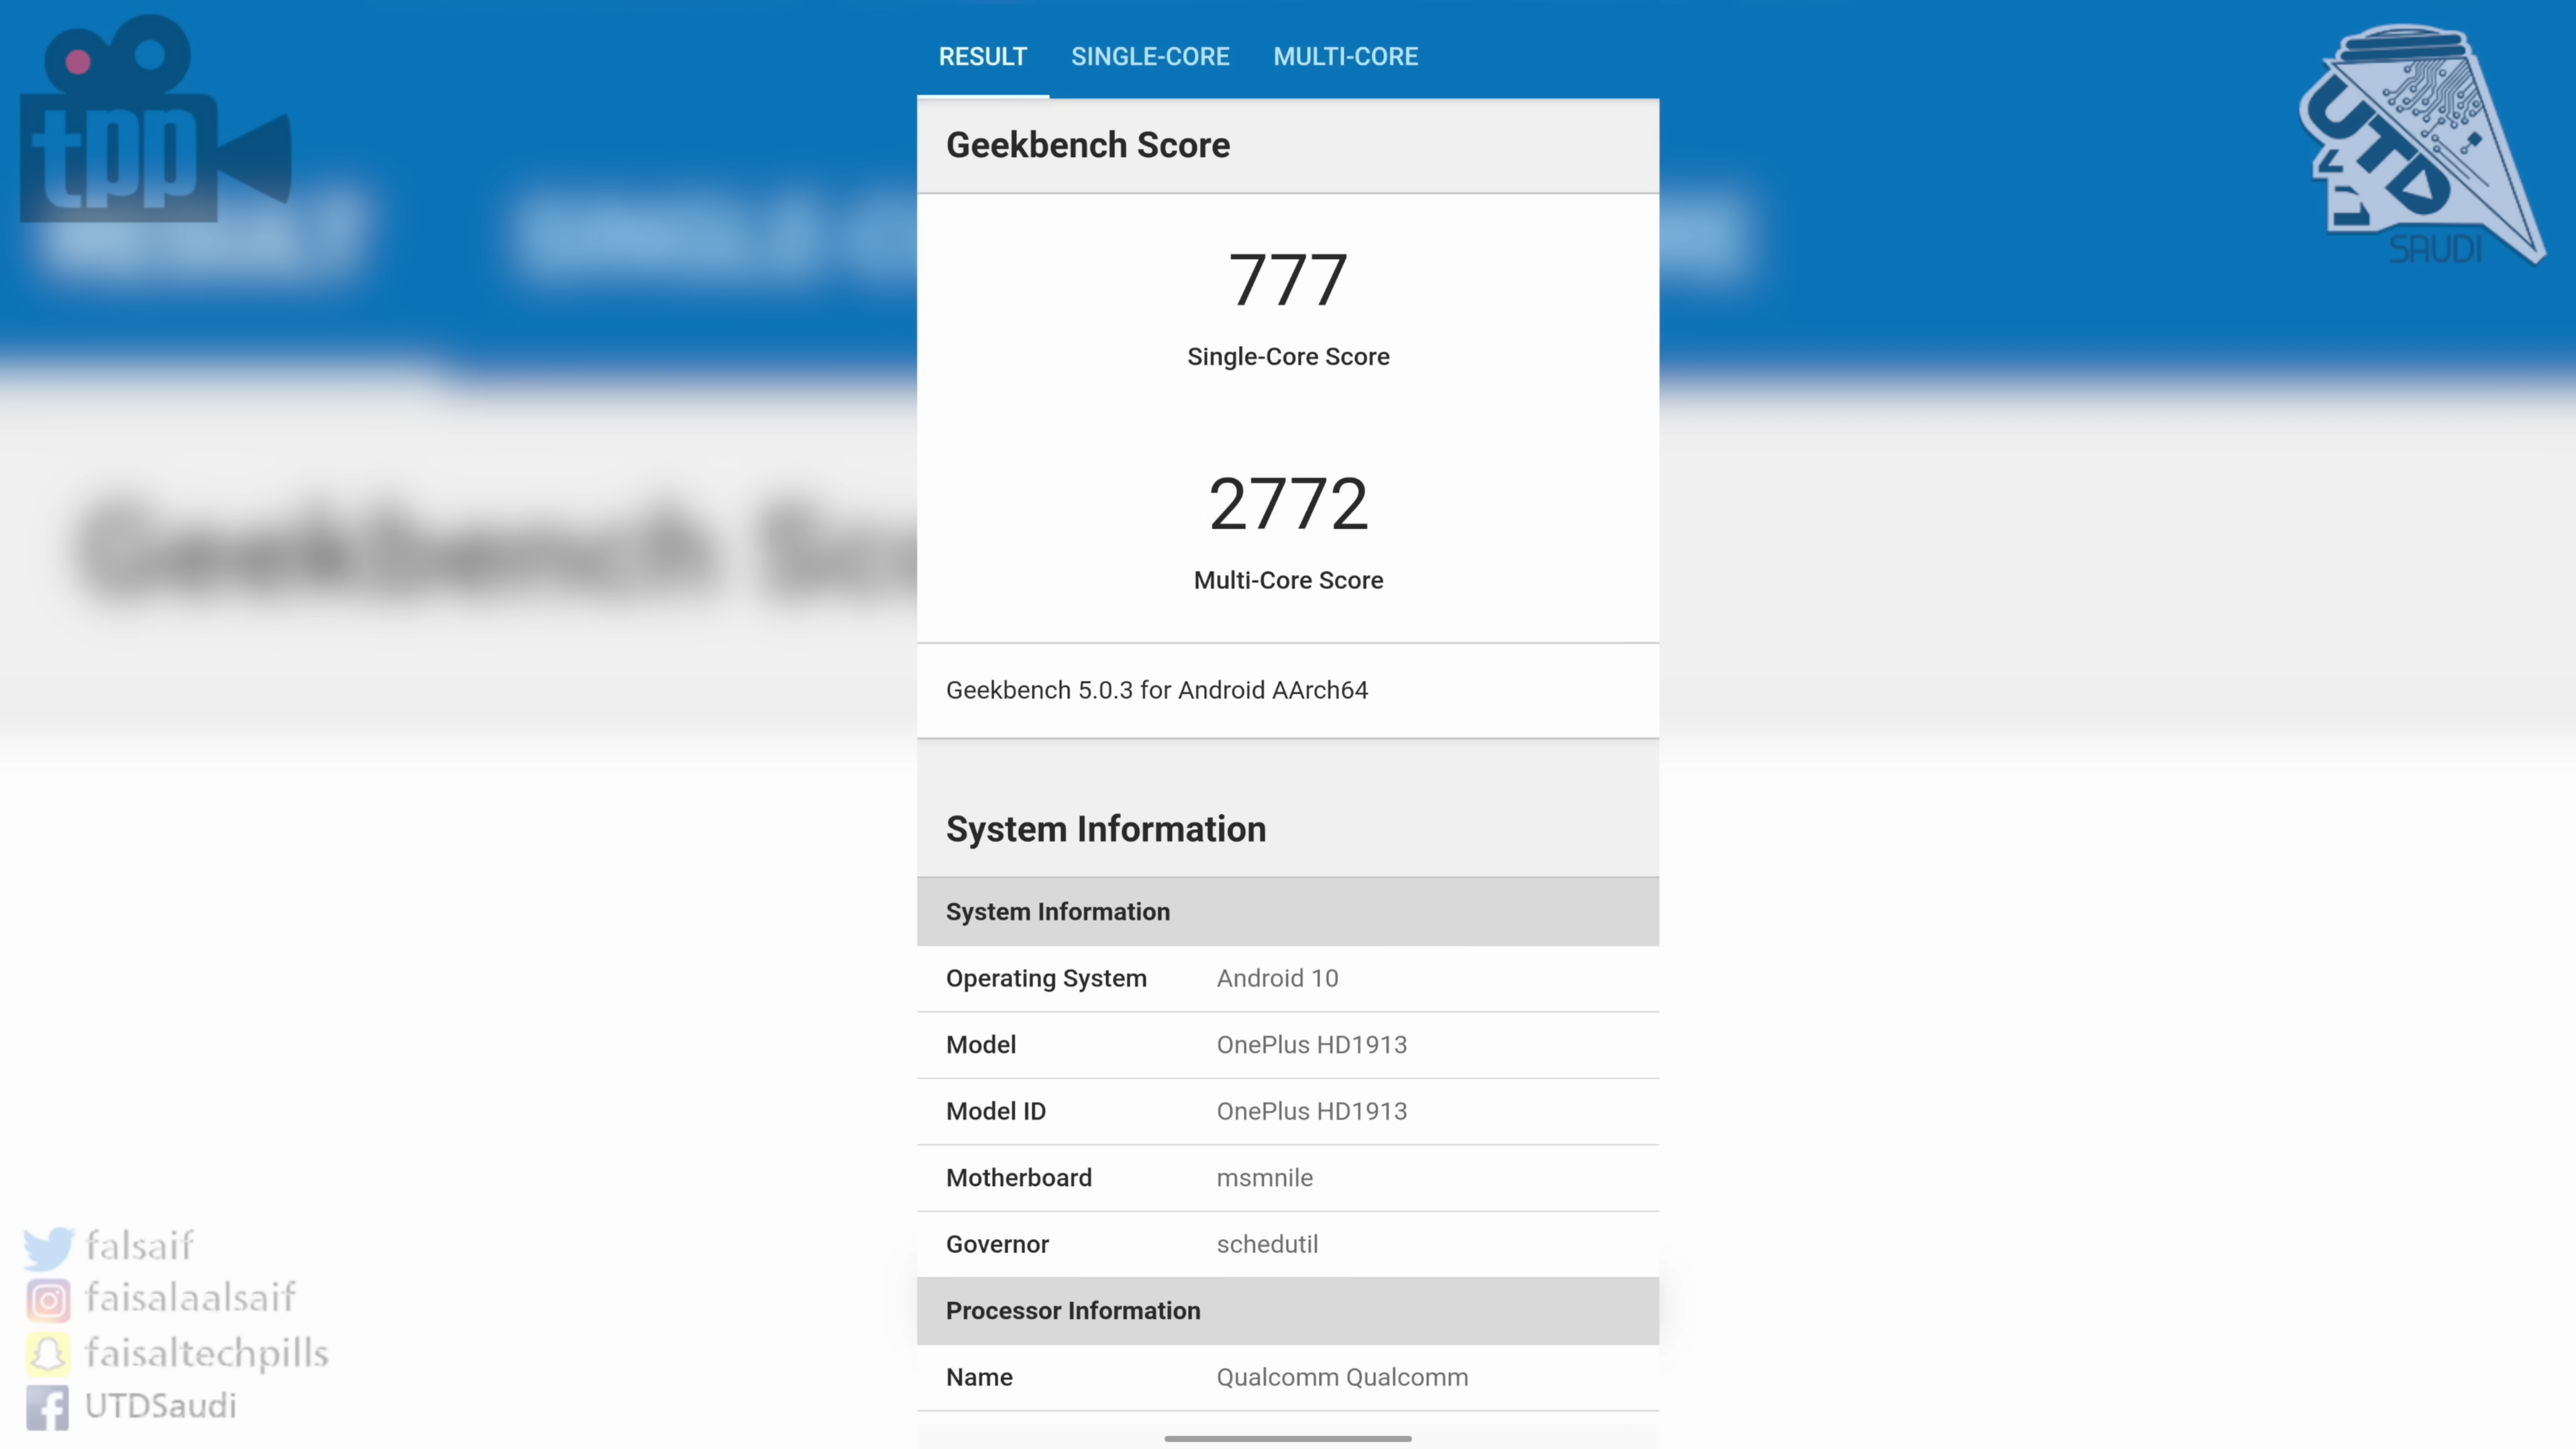 tpp
UTD
SAUDI
RESULT SINGLE-CORE MULTI-CORE
Geekbench Score
777
Single-Core Score
2772
Multi-Core Score
Geekbench 5.0.3 for Android AArch64
System Information
System Information
Operating System Android 10
Model OnePlus HD1913
Model ID OnePlus HD1913
Motherboard msmnile
Governor schedutil
Processor Information
Name Qualcomm Qualcomm
falsaif
faisalaalsaif
faisaltechpills
UTDSaudi